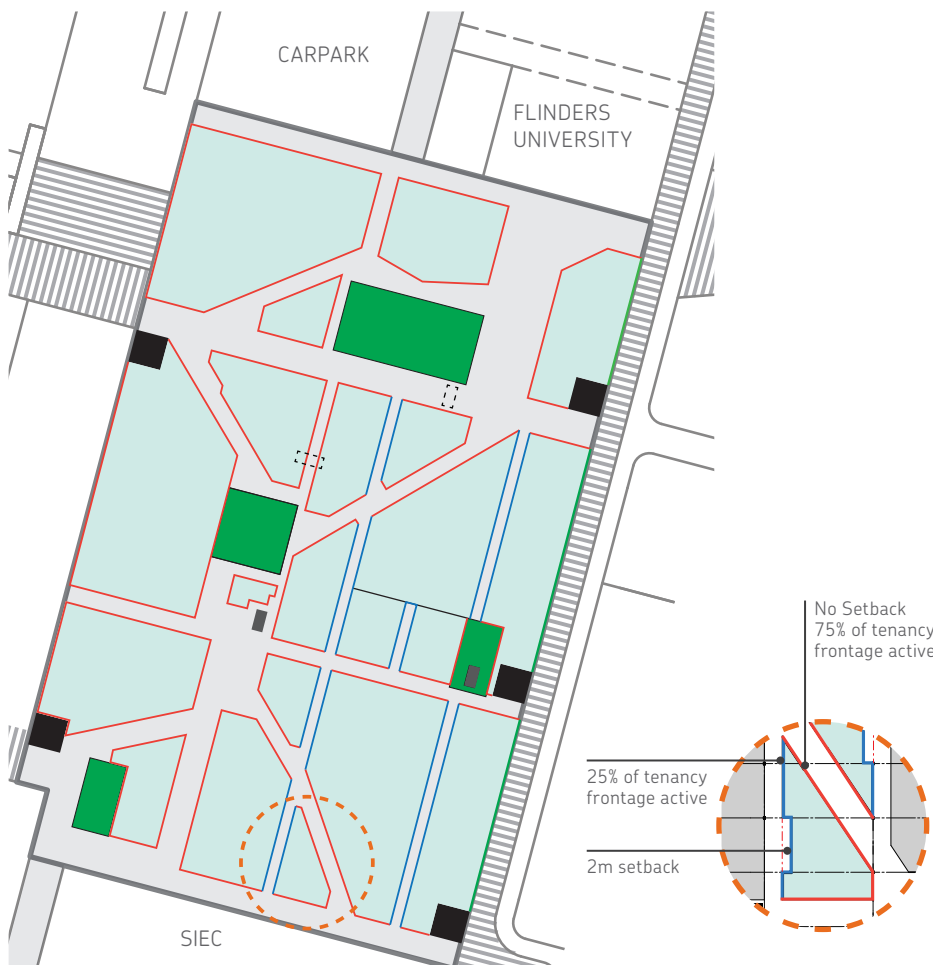 CARPARK
FLINDERS
UNIVERSITY
No Setback
75% of tenancy
frontage active
25% of tenancy
frontage active
2m setback
SIEC